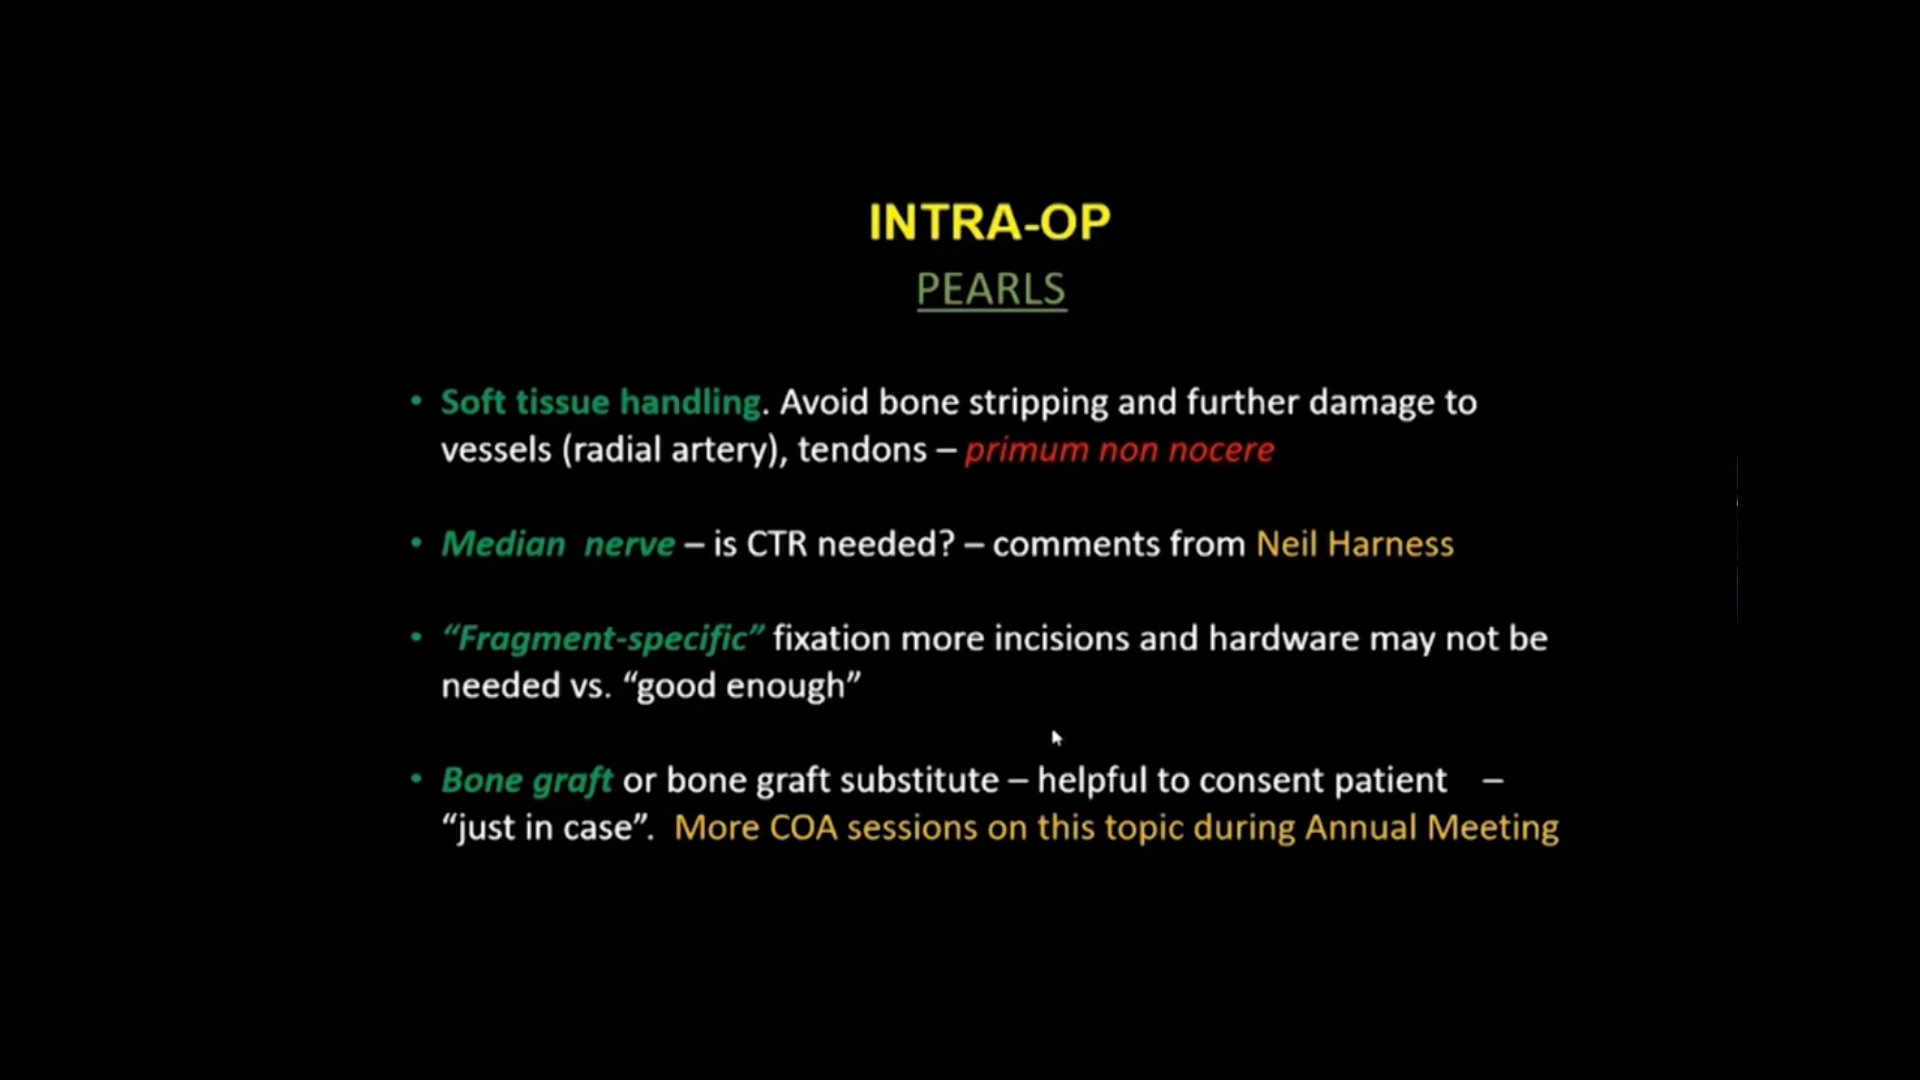 INTRA-OP
PEARLS
• Soft tissue handling. Avoid bone stripping and further damage to
vessels (radial artery), tendons – primum non nocere
• Median  nerve – is CTR needed? – comments from Neil Harness
• “Fragment-specific” fixation more incisions and hardware may not be
needed vs. “good enough”
• Bone graft or bone graft substitute – helpful to consent patient   –
“just in case”.  More COA sessions on this topic during Annual Meeting